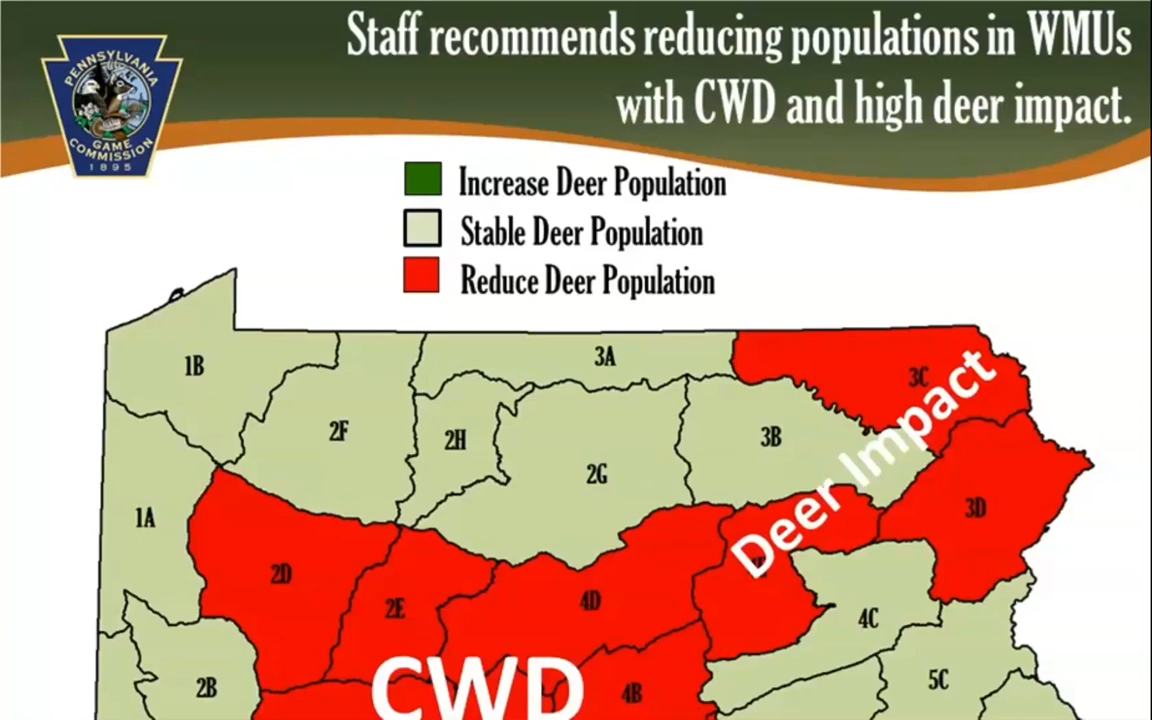 Staff recommends reducing populations in WMUs
with CWD and high deer impact.
PENNSYLVANIA
GAME
COMMISSION
1895
Increase Deer Population
Stable Deer Population
Reduce Deer Population
1B
3A
3C
2F
2H
3B
2G
1A
3D
Deer Impact
2D
2E
4D
4C
2B
CWD
4B
5C